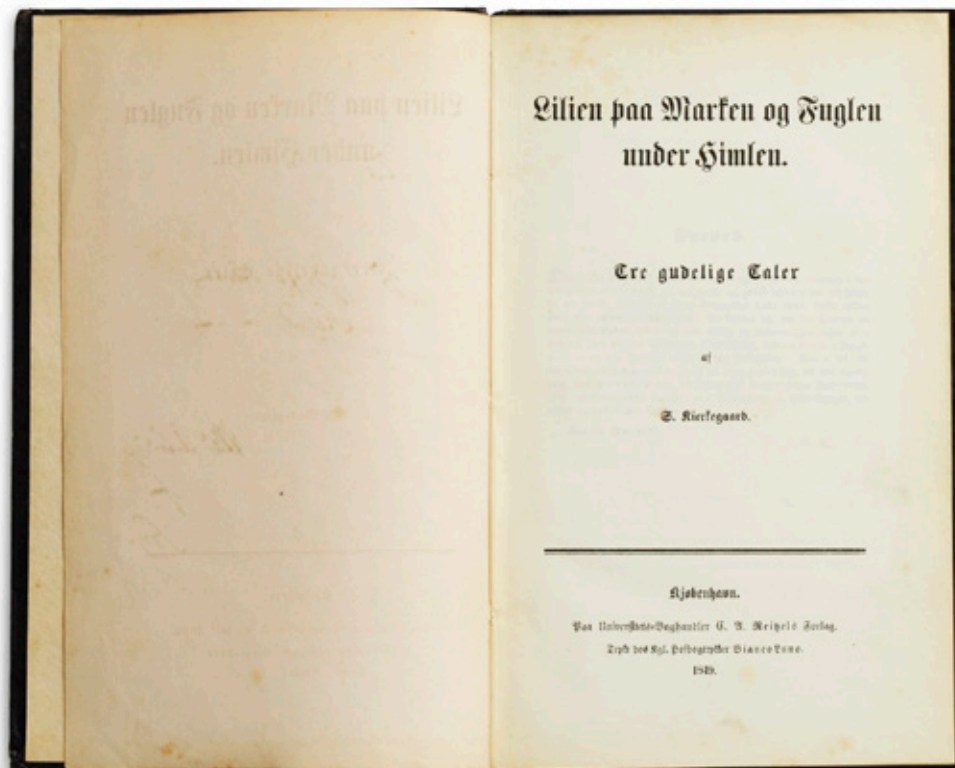 Lilien paa Marken og Fuglen
under Himlen.
Tre gudelige Taler
af
S. Kierkegaard.
Kjøbenhavn.
Paa Universitets-Boghandler C. A. Reitzels Forlag.
Trykt hos Kgl. Hofbogtrykker Bianco Luno.
1849.